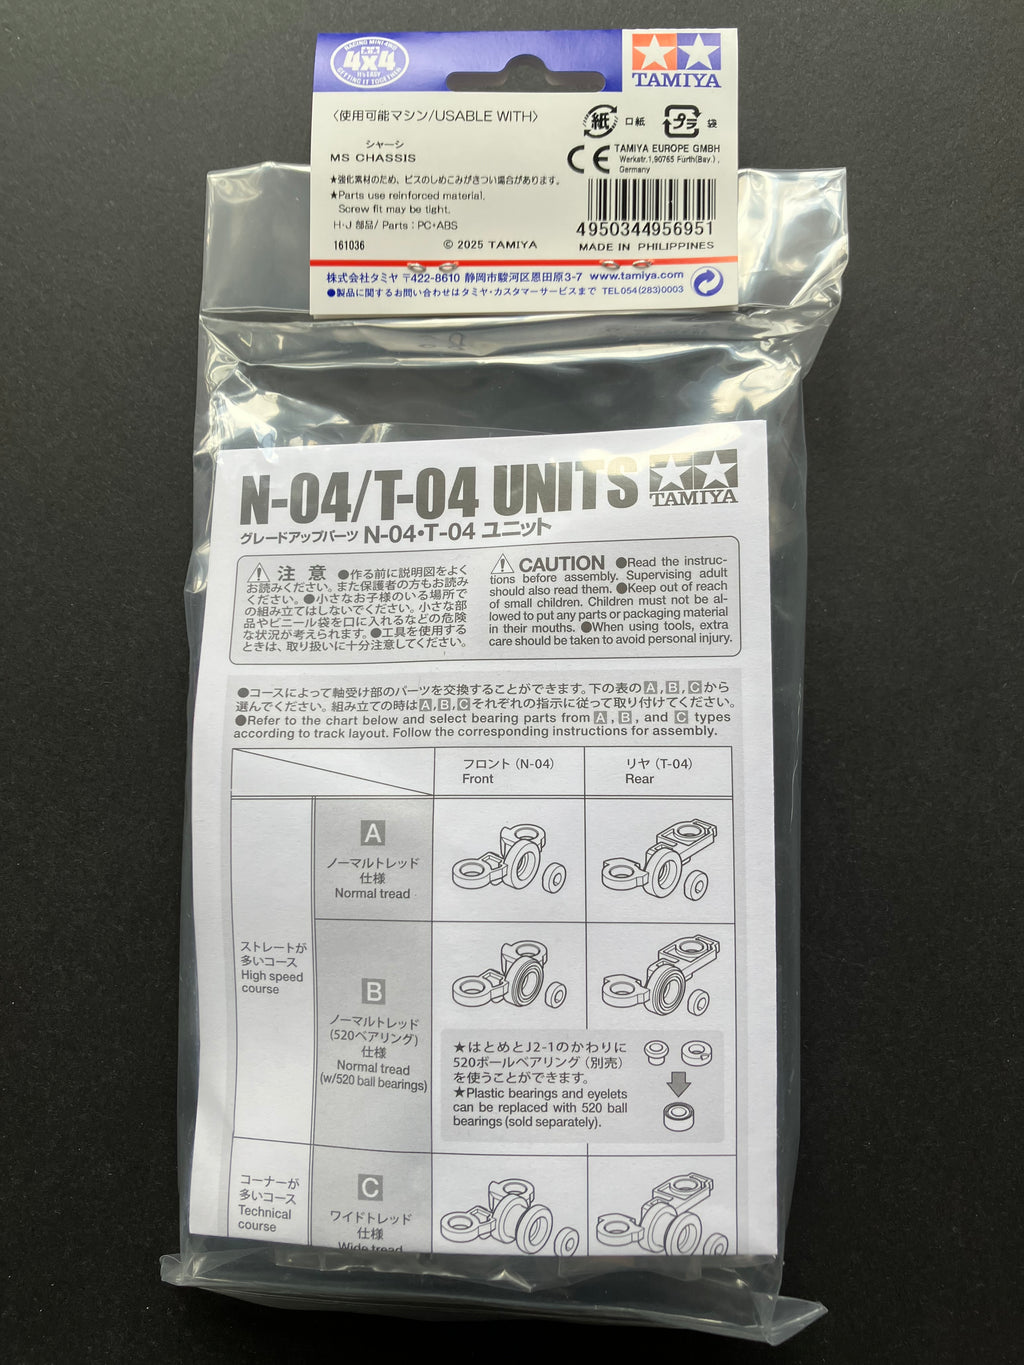 RACING MINI 4WD
4x4
It's EASY
GETTING IT TOGETHER
TAMIYA
〈使用可能マシン/USABLE WITH〉
紙 口紙 プラ 袋
シャーシ
MS CHASSIS
CE TAMIYA EUROPE GMBH
Werkstr.1,90765 Fürth(Bay.),
Germany
★強化素材のため、ビスのしめこみがきつい場合があります。
★Parts use reinforced material.
Screw fit may be tight.
H・J 部品/ Parts : PC・ABS
4950344956951
161036 © 2025 TAMIYA MADE IN PHILIPPINES
株式会社タミヤ 〒422-8610 静岡市駿河区恩田原3-7 www.tamiya.com
●製品に関するお問い合わせはタミヤ・カスタマーサービスまで TEL 054(283)0003
N-04/T-04 UNITS
TAMIYA
グレードアップパーツ N-04・T-04 ユニット
注 意 ●作る前に説明図をよく
お読みください。また保護者の方もお読み
ください。●小さなお子様のいる場所で
の組み立てはしないでください。小さな部
品やビニール袋を口に入れるなどの危険
な状況が考えられます。●工具を使用する
ときは、取り扱いに十分注意してください。
CAUTION ●Read the instruc-
tions before assembly. Supervising adult
should also read them. ●Keep out of reach
of small children. Children must not be al-
lowed to put any parts or packaging material
in their mouths. ●When using tools, extra
care should be taken to avoid personal injury.
●コースによって軸受け部のパーツを交換することができます。下の表のA,B,Cから
選んでください。組み立ての時はA,B,Cそれぞれの指示に従って取り付けてください。
●Refer to the chart below and select bearing parts from A, B, and C types
according to track layout. Follow the corresponding instructions for assembly.
フロント (N-04)
Front
リヤ (T-04)
Rear
ストレートが
多いコース
High speed
course
A
ノーマルトレッド
仕様
Normal tread
B
ノーマルトレッド
(520ベアリング)
仕様
Normal tread
(w/520 ball bearings)
★はとめとJ2-1のかわりに
520ボールベアリング (別売)
を使うことができます。
★Plastic bearings and eyelets
can be replaced with 520 ball
bearings (sold separately).
コーナーが
多いコース
Technical
course
C
ワイドトレッド
仕様
Wide tread